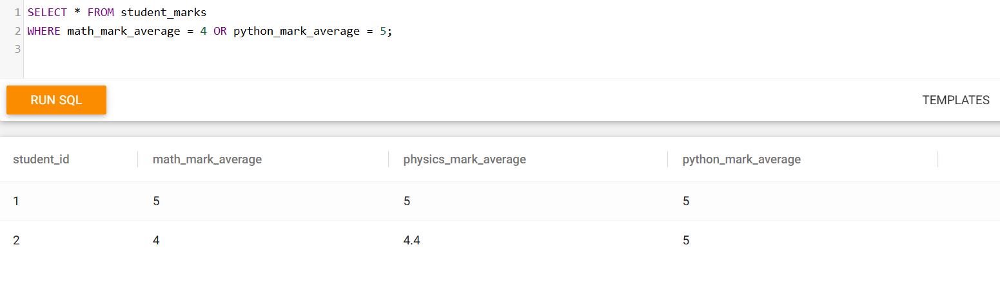 1 SELECT * FROM student_marks
2 WHERE math_mark_average = 4 OR python_mark_average = 5;
3
RUN SQL TEMPLATES
student_id math_mark_average physics_mark_average python_mark_average
1 5 5 5
2 4 4.4 5